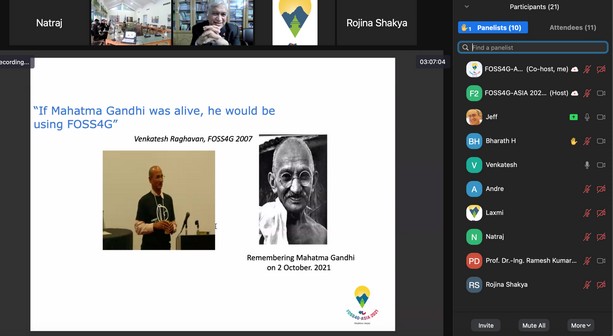 Natraj
Rojina Shakya
ecording...
03:07:04
“If Mahatma Gandhi was alive, he would be
using FOSS4G”
Venkatesh Raghavan, FOSS4G 2007
Remembering Mahatma Gandhi
on 2 October. 2021
Participants (21)
Panelists (10)
Attendees (11)
Find a panelist
FOSS4G-A... (Co-host, me)
F2 FOSS4G-ASIA 202... (Host)
Jeff
BH Bharath H
V Venkatesh
A Andre
Laxmi
N Natraj
PD Prof. Dr.-Ing. Ramesh Kumar...
RS Rojina Shakya
Invite
Mute All
More